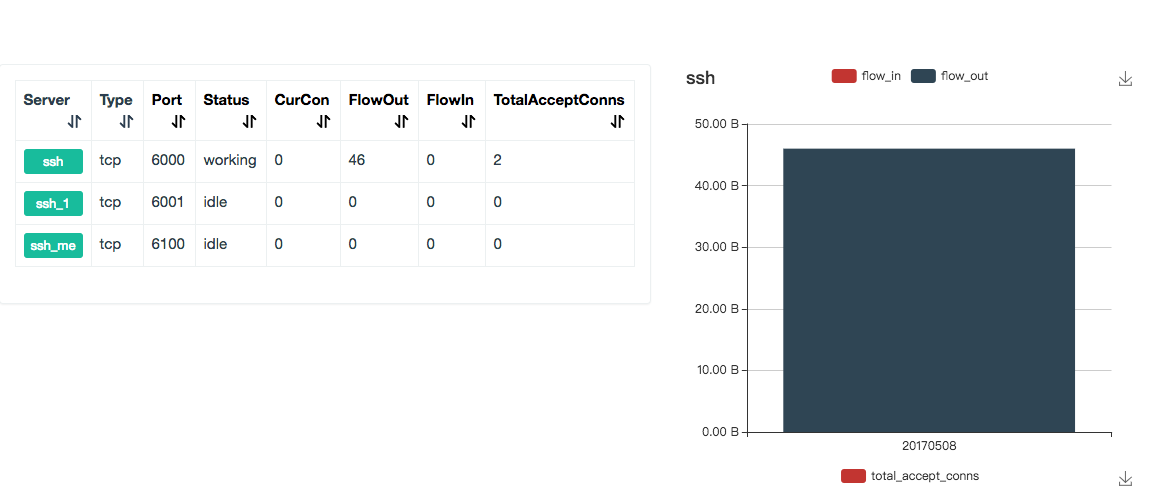 Server Type Port Status CurCon FlowOut FlowIn TotalAcceptConns
ssh tcp 6000 working 0 46 0 2
ssh_1 tcp 6001 idle 0 0 0 0
ssh_me tcp 6100 idle 0 0 0 0
ssh
flow_in flow_out
50.00 B
40.00 B
30.00 B
20.00 B
10.00 B
0.00 B
20170508
total_accept_conns